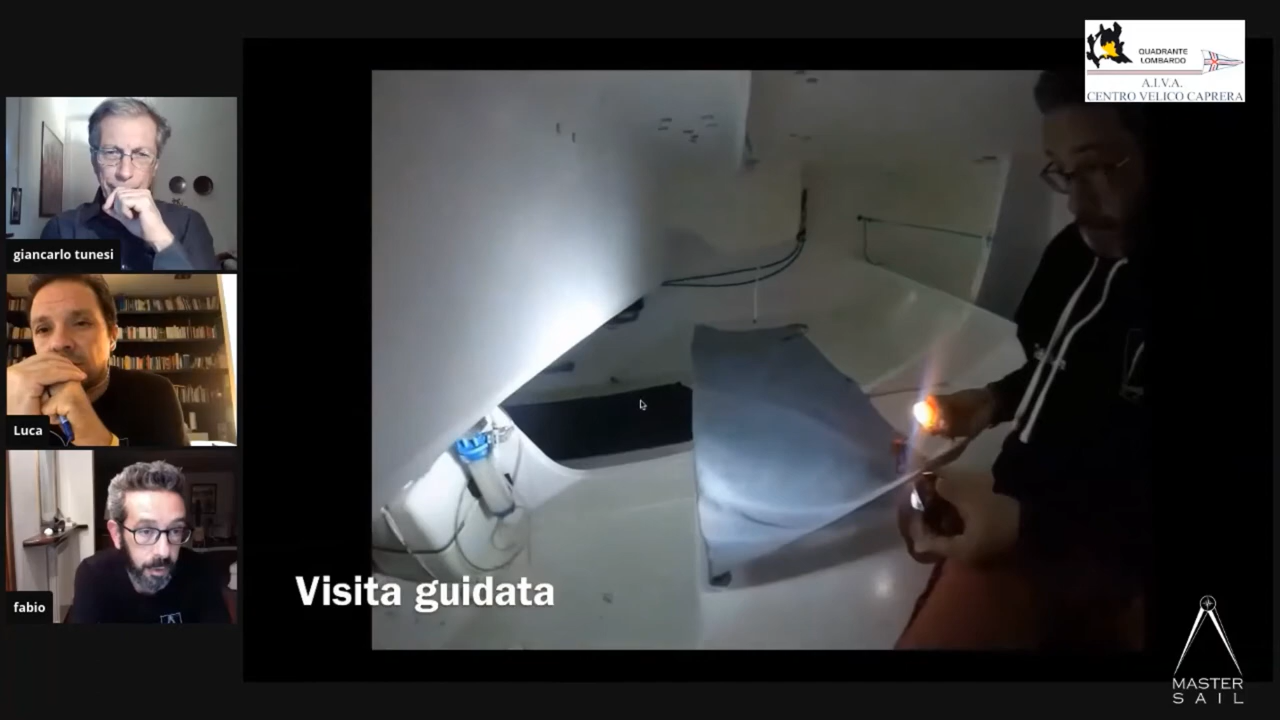 QUADRANTE
LOMBARDO
A.I.V.A.
CENTRO VELICO CAPRERA
giancarlo tunesi
Luca
fabio
Visita guidata
MASTER
SAIL